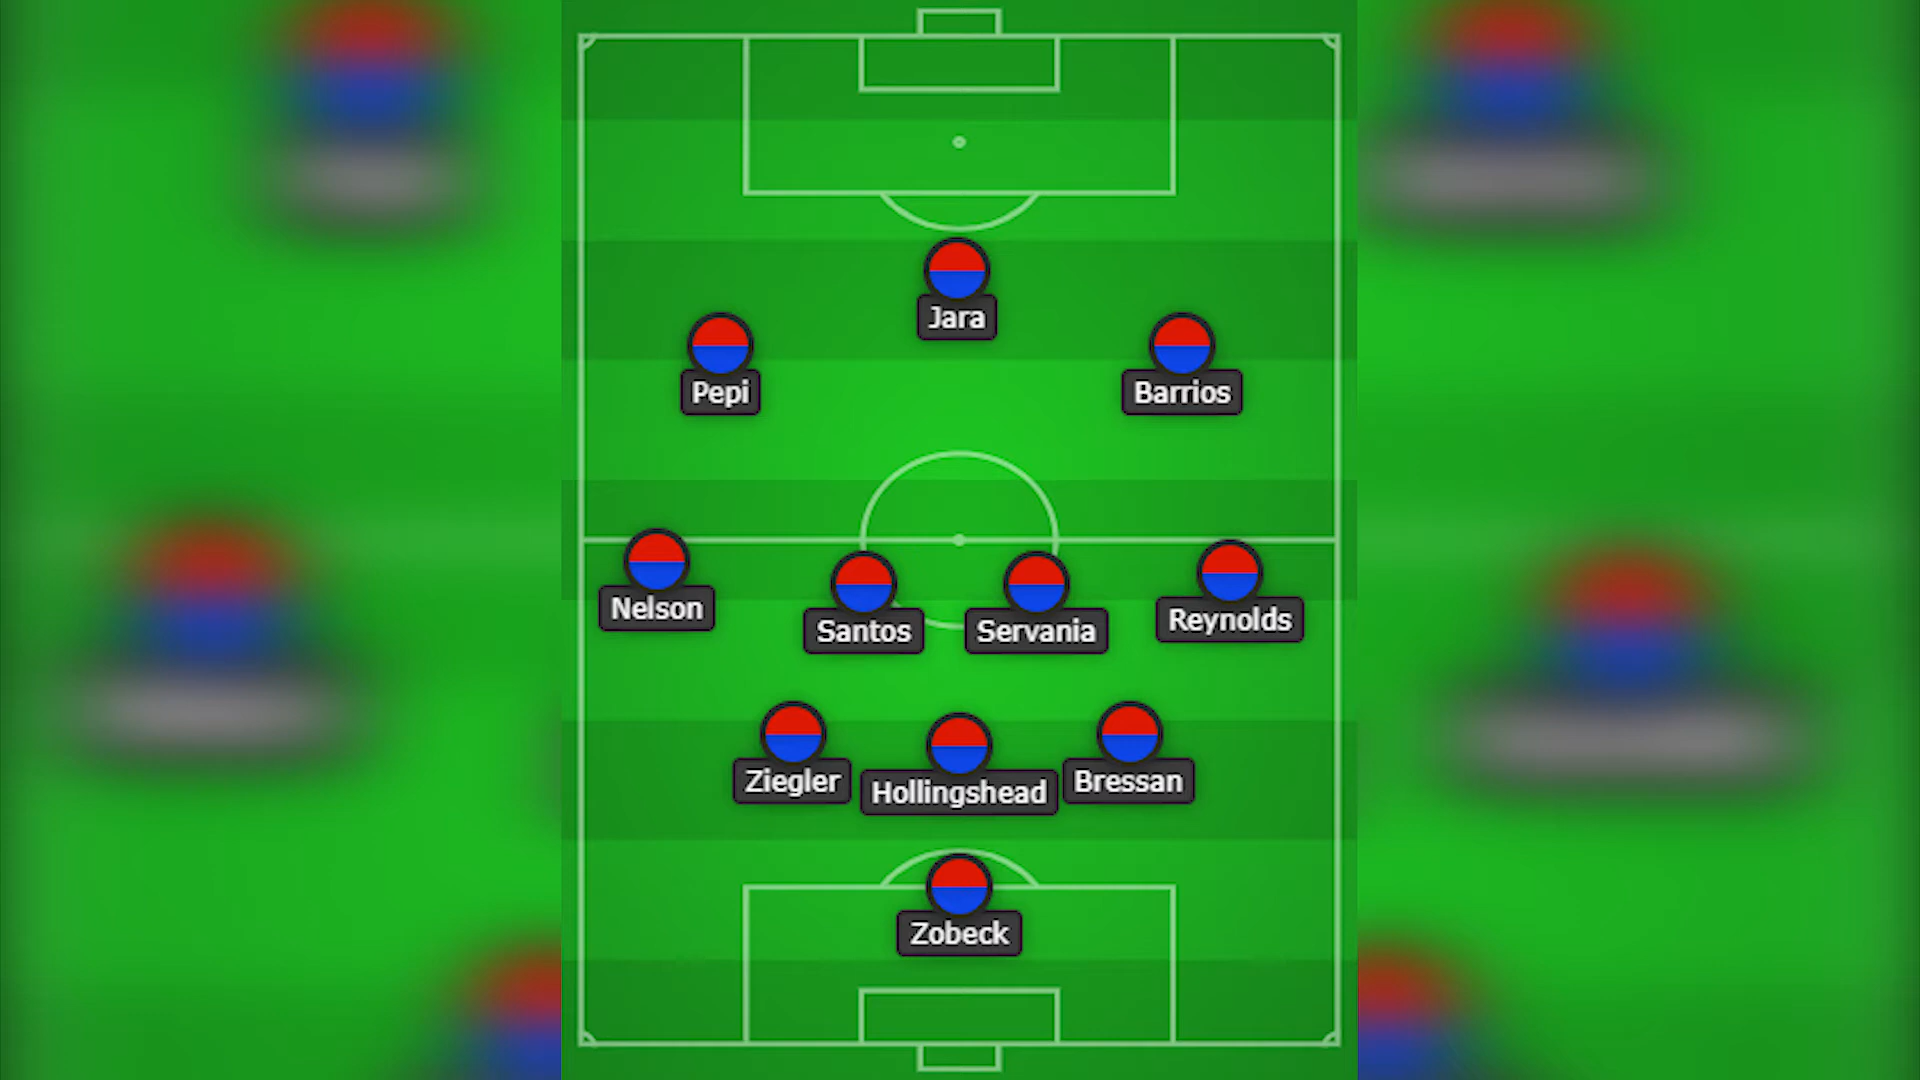 Jara
Pepi
Barrios
Nelson
Santos
Servania
Reynolds
Ziegler
Hollingshead
Bressan
Zobeck